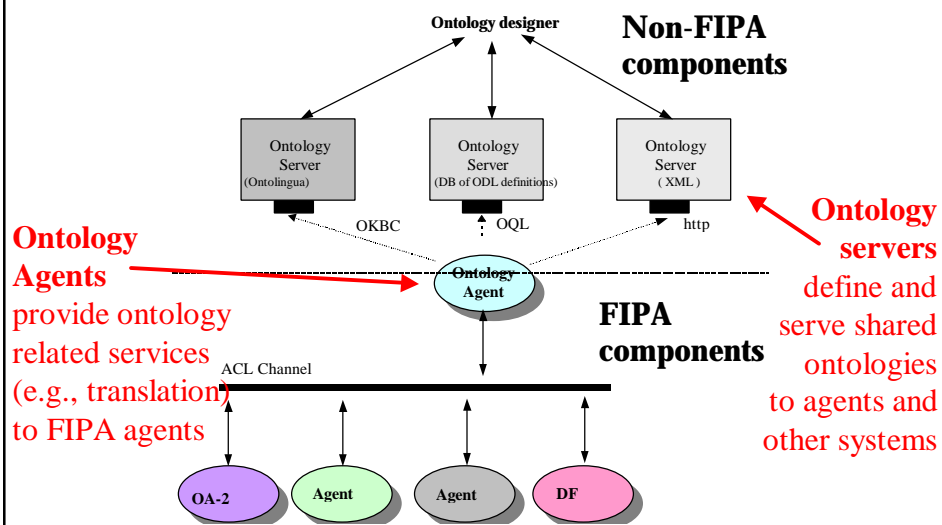 Ontology designer
Non-FIPA
components
Ontology
Server
(Ontolingua)
Ontology
Server
(DB of ODL definitions)
Ontology
Server
( XML )
OKBC
OQL
http
Ontology
Agents
provide ontology
related services
(e.g., translation)
to FIPA agents
Ontology
servers
define and
serve shared
ontologies
to agents and
other systems
Ontology
Agent
FIPA
components
ACL Channel
OA-2
Agent
Agent
DF